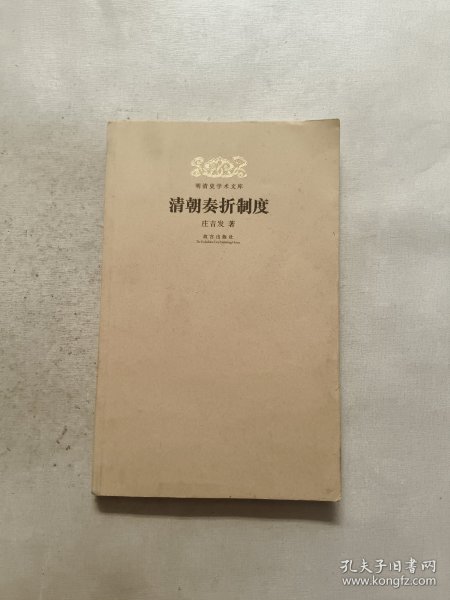 明清史学术文库
清朝奏折制度
庄吉发 著
故宫出版社
孔夫子旧书网
www.kongfz.com